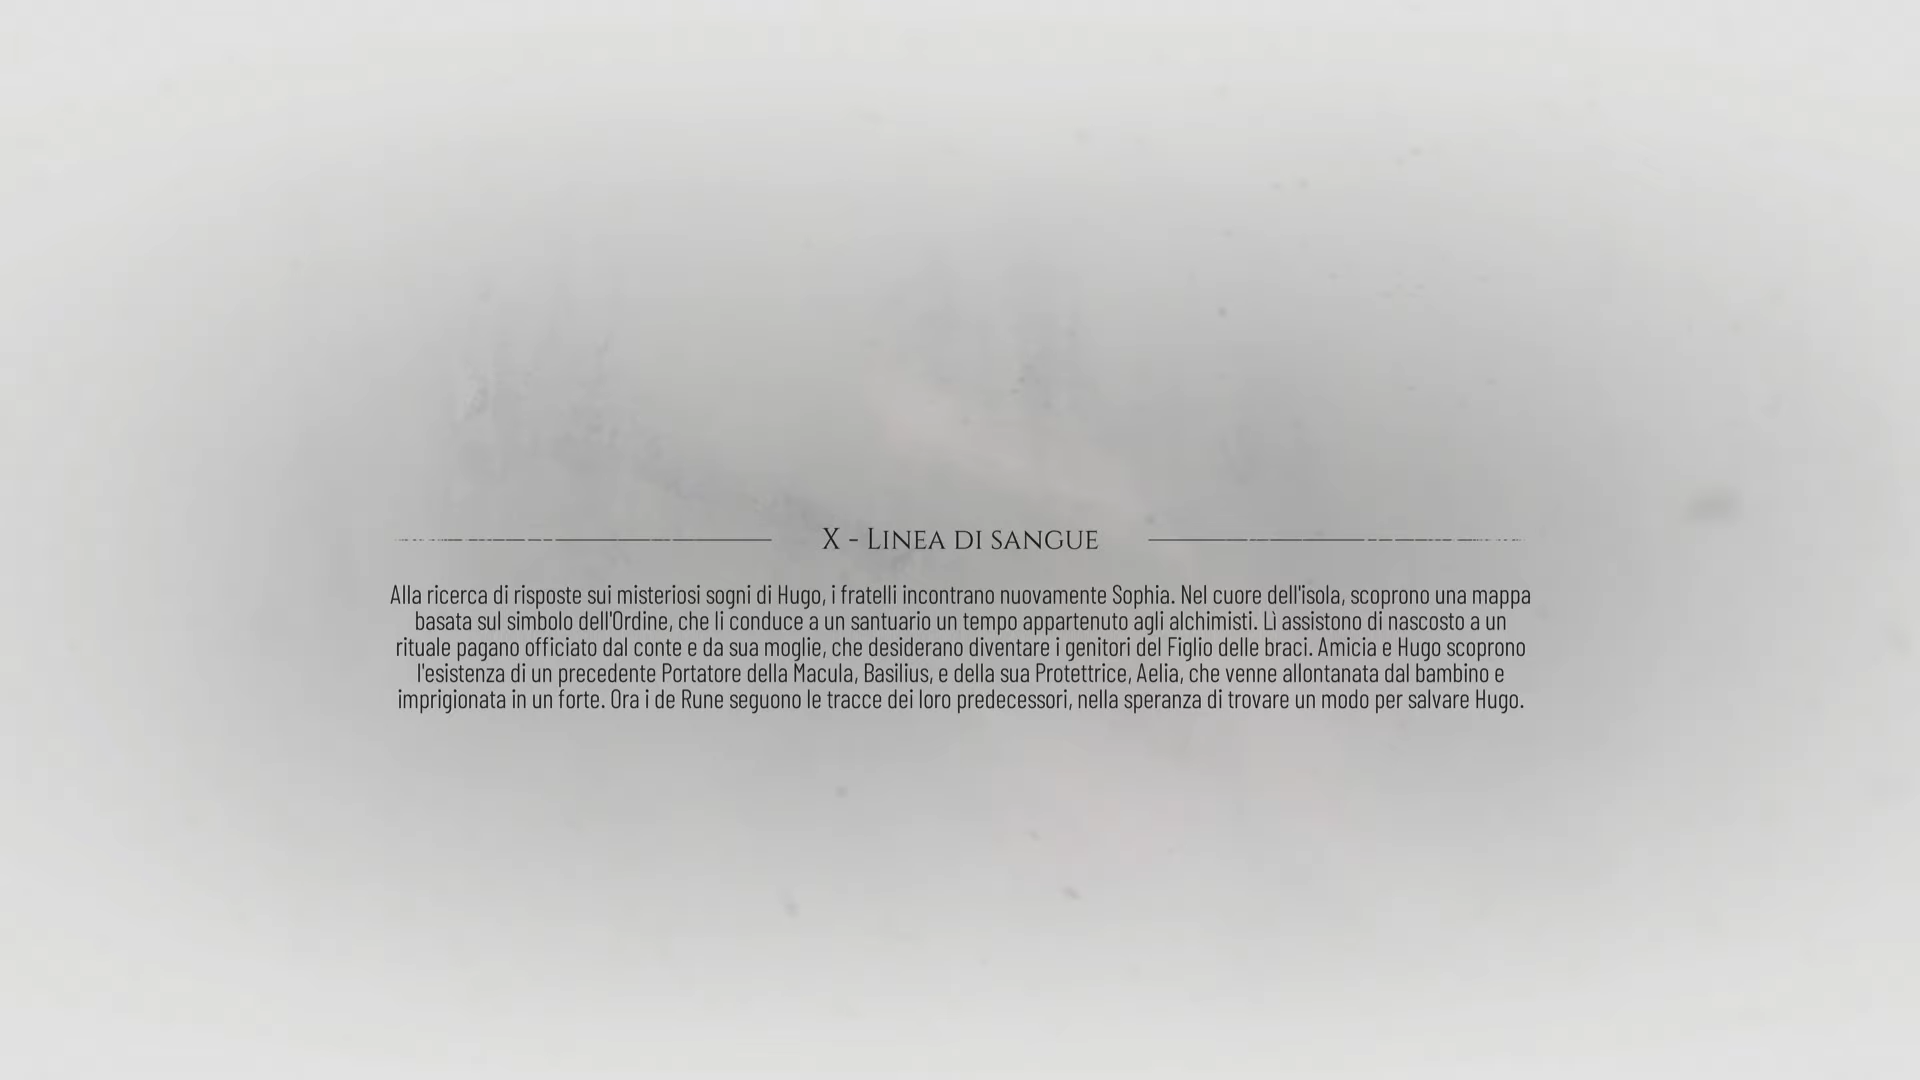 X - Linea di sangue
Alla ricerca di risposte sui misteriosi sogni di Hugo, i fratelli incontrano nuovamente Sophia. Nel cuore dell'isola, scoprono una mappa
basata sul simbolo dell'Ordine, che li conduce a un santuario un tempo appartenuto agli alchimisti. Lì assistono di nascosto a un
rituale pagano officiato dal conte e da sua moglie, che desiderano diventare i genitori del Figlio delle braci. Amicia e Hugo scoprono
l'esistenza di un precedente Portatore della Macula, Basilius, e della sua Protettrice, Aelia, che venne allontanata dal bambino e
imprigionata in un forte. Ora i de Rune seguono le tracce dei loro predecessori, nella speranza di trovare un modo per salvare Hugo.